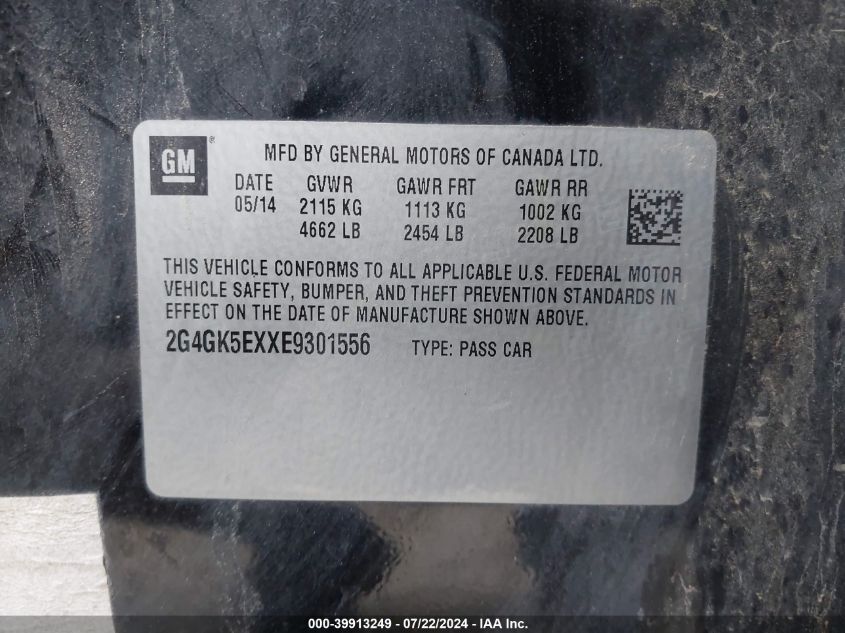 GM®
MFD BY GENERAL MOTORS OF CANADA LTD.
DATE GVWR GAWR FRT GAWR RR
05/14 2115 KG 1113 KG 1002 KG
4662 LB 2454 LB 2208 LB
THIS VEHICLE CONFORMS TO ALL APPLICABLE U.S. FEDERAL MOTOR
VEHICLE SAFETY, BUMPER, AND THEFT PREVENTION STANDARDS IN
EFFECT ON THE DATE OF MANUFACTURE SHOWN ABOVE.
2G4GK5EXXE9301556 TYPE: PASS CAR
000-39913249 - 07/22/2024 - IAA Inc.